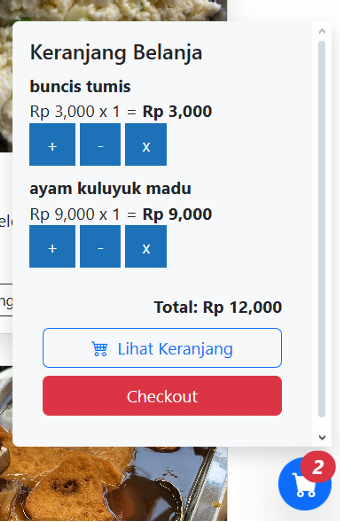 Keranjang Belanja
buncis tumis
Rp 3,000 x 1 = Rp 3,000
+ - x
ayam kuluyuk madu
Rp 9,000 x 1 = Rp 9,000
+ - x
Total: Rp 12,000
Lihat Keranjang
Checkout
2